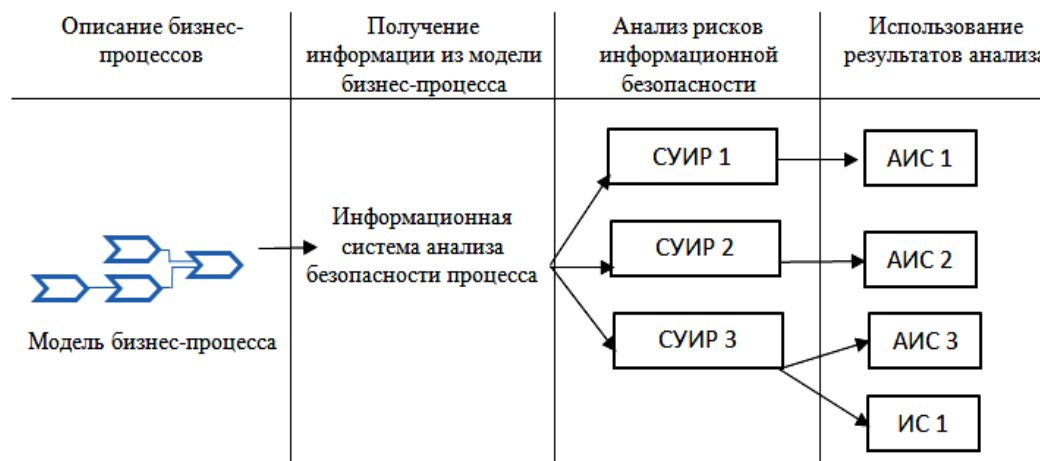 Описание бизнес-
процессов
Получение
информации из модели
бизнес-процесса
Анализ рисков
информационной
безопасности
Использование
результатов анализа
Модель бизнес-процесса
Информационная
система анализа
безопасности процесса
СУИР 1
СУИР 2
СУИР 3
АИС 1
АИС 2
АИС 3
ИС 1